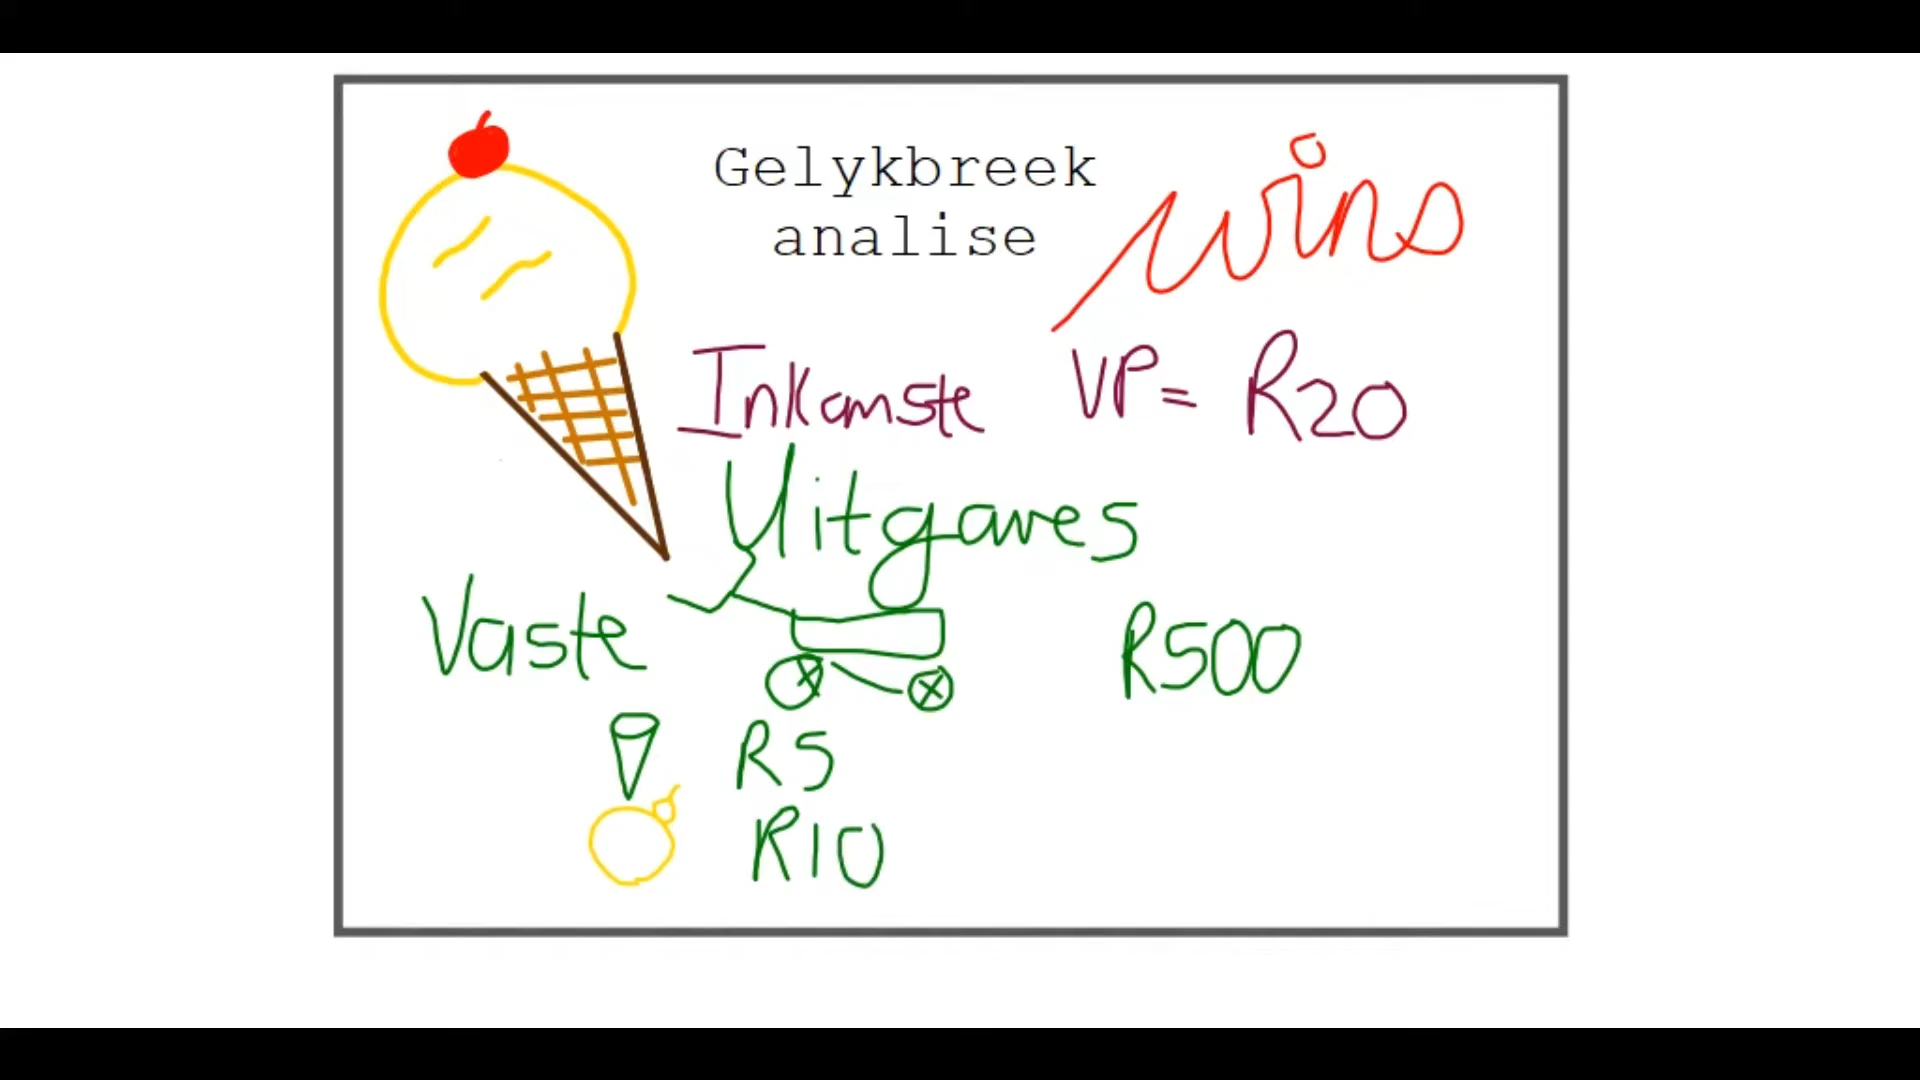 Gelykbreek
analise
wins
Inkomste VP = R20
Uitgawes
Vaste R500
R5
R10